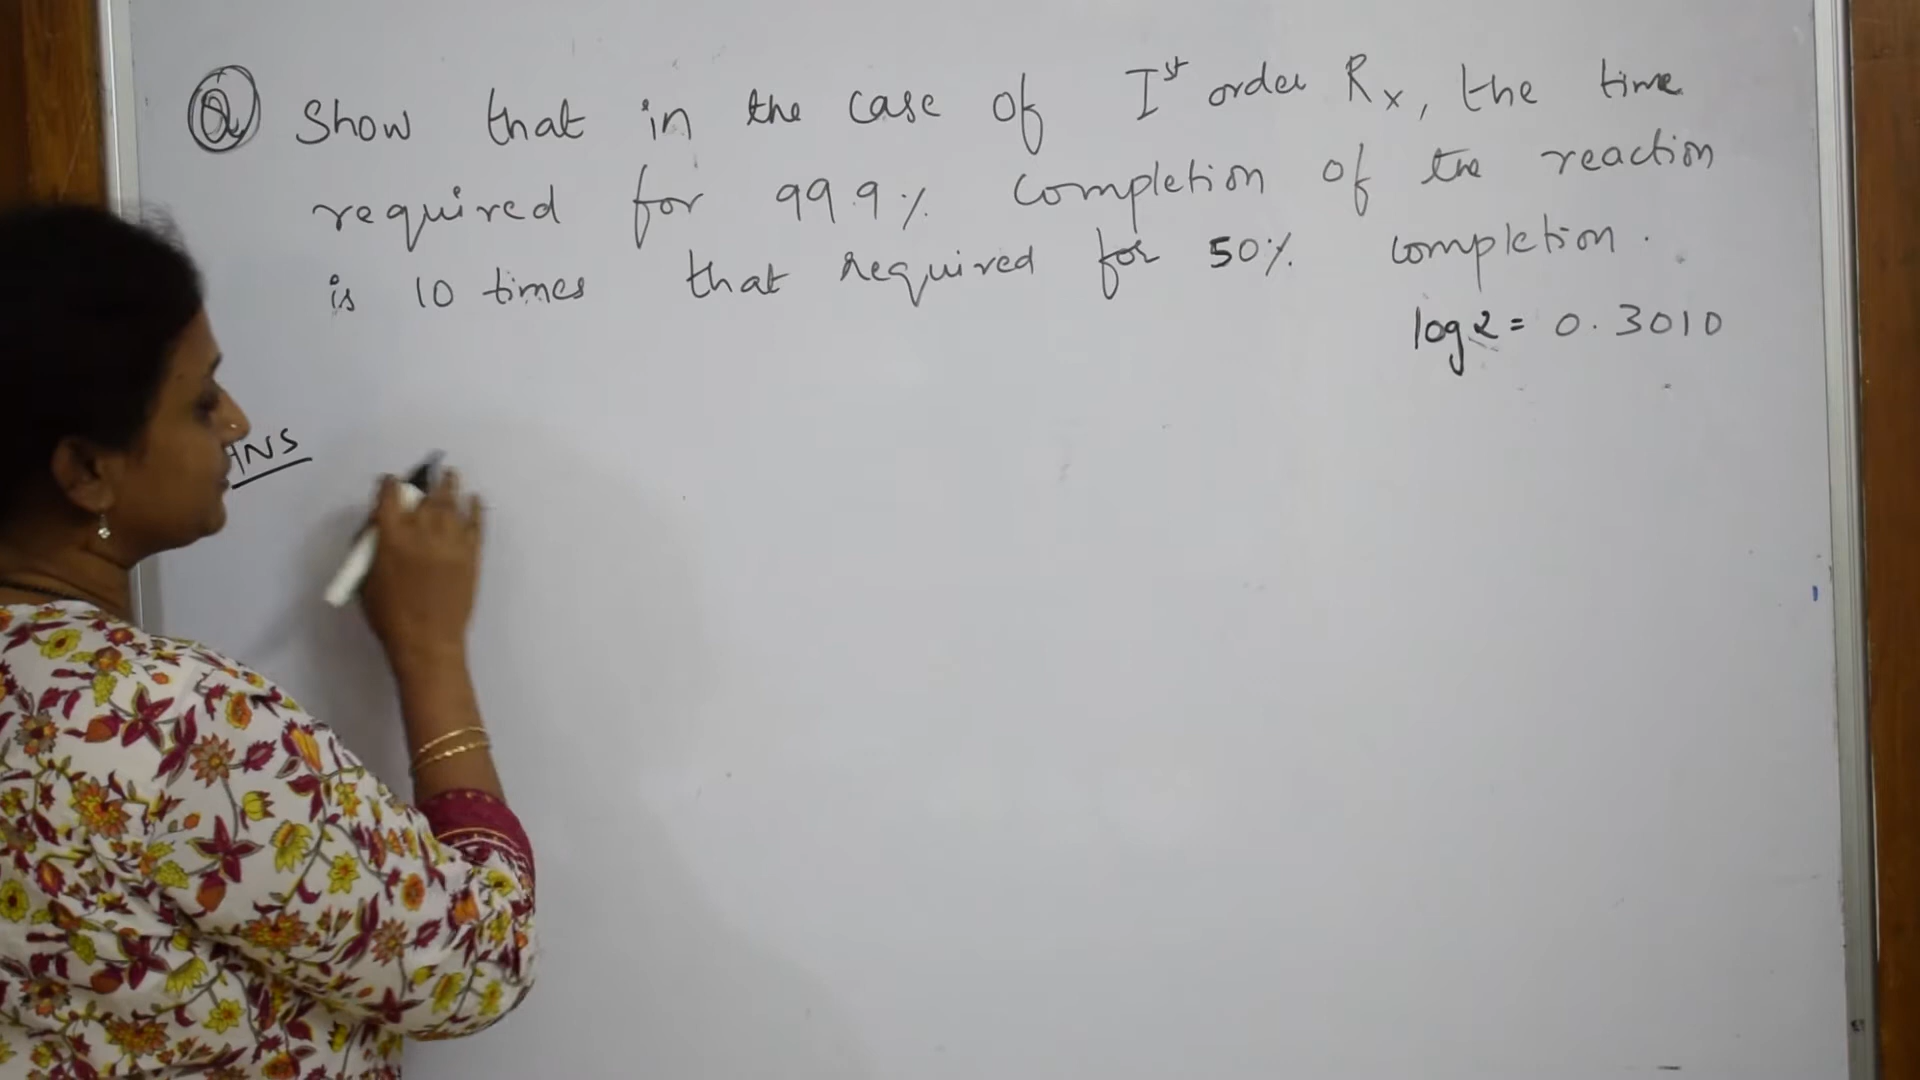 Q Show that in the case of Ist order Rx, the time
required for 99.9% completion of the reaction
is 10 times that required for 50% completion.
log 2 = 0.3010
ANS